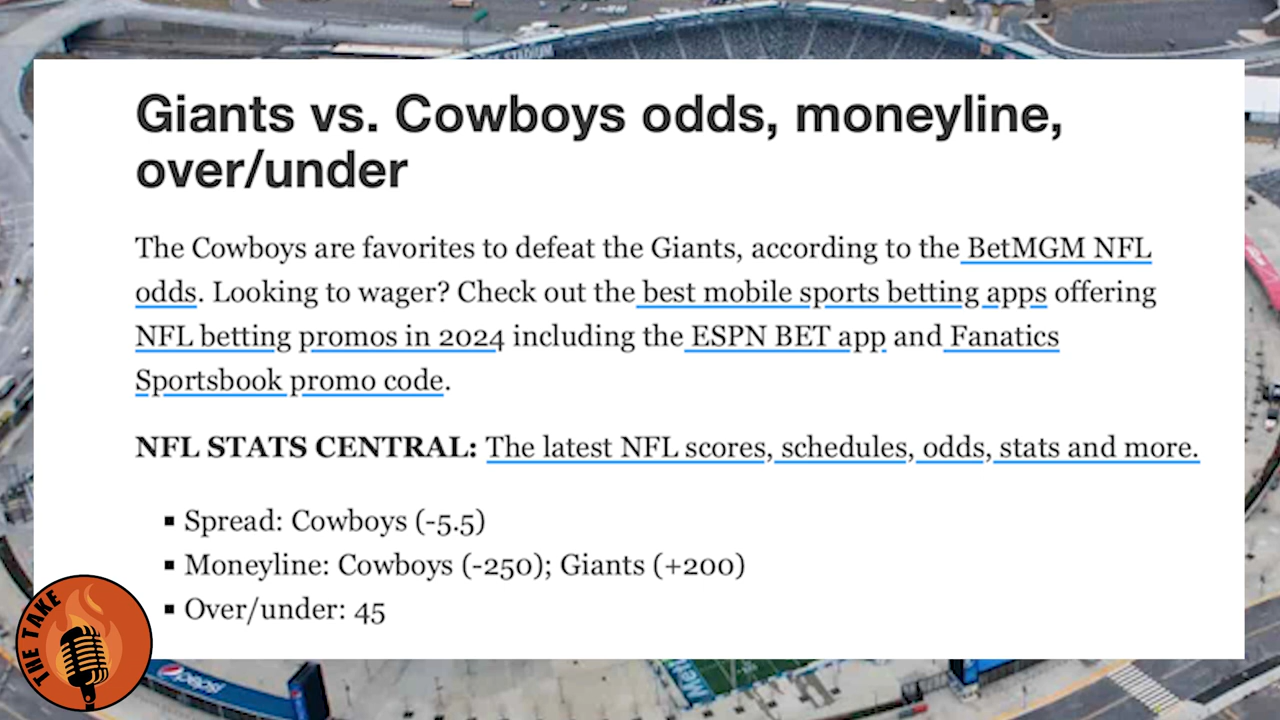 STADIUM
Giants vs. Cowboys odds, moneyline,
over/under
The Cowboys are favorites to defeat the Giants, according to the BetMGM NFL
odds. Looking to wager? Check out the best mobile sports betting apps offering
NFL betting promos in 2024 including the ESPN BET app and Fanatics
Sportsbook promo code.
NFL STATS CENTRAL: The latest NFL scores, schedules, odds, stats and more.
▪ Spread: Cowboys (-5.5)
▪ Moneyline: Cowboys (-250); Giants (+200)
▪ Over/under: 45
THE TAKE
pepsi
MetLife